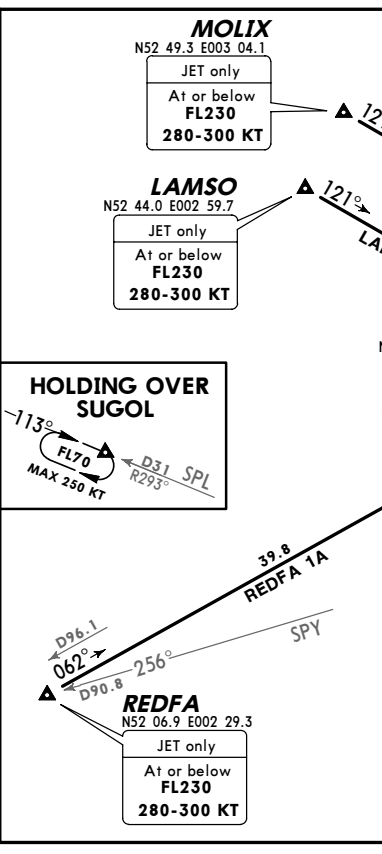 MOLIX
N52 49.3 E003 04.1
JET only
At or below
FL230
280-300 KT
LAMSO
N52 44.0 E002 59.7
121°
JET only
At or below
FL230
280-300 KT
HOLDING OVER
SUGOL
113°
FL70
MAX 250 KT
D31 SPL
R293°
39.8
REDFA 1A
D96.1
062°
256°
SPY
D90.8
REDFA
N52 06.9 E002 29.3
JET only
At or below
FL230
280-300 KT